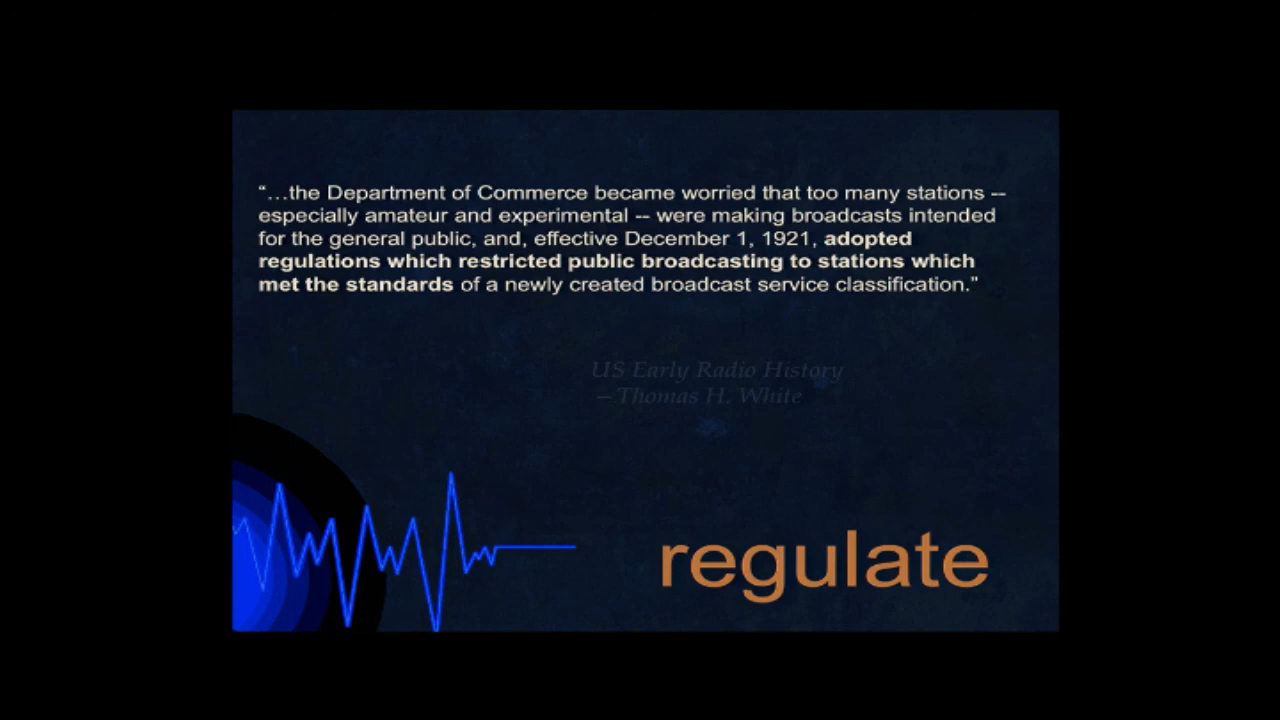 “…the Department of Commerce became worried that too many stations --
especially amateur and experimental -- were making broadcasts intended
for the general public, and, effective December 1, 1921, adopted
regulations which restricted public broadcasting to stations which
met the standards of a newly created broadcast service classification.”
US Early Radio History
– Thomas H. White
regulate